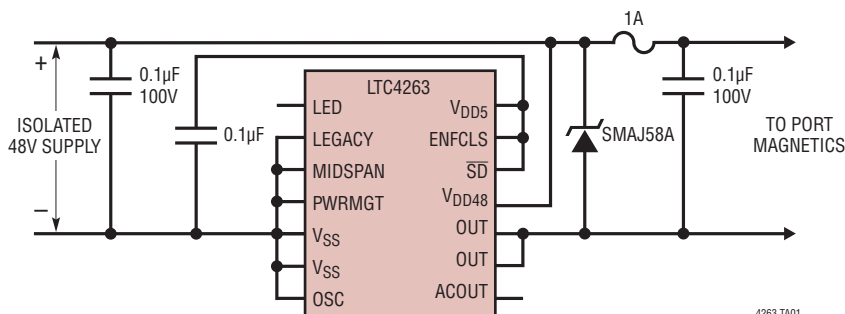 1A
+
0.1µF
100V
ISOLATED
48V SUPPLY
–
0.1µF
LTC4263
LED
LEGACY
MIDSPAN
PWRMGT
VSS
VSS
OSC
VDD5
ENFCLS
SD
VDD48
OUT
OUT
ACOUT
SMAJ58A
0.1µF
100V
TO PORT
MAGNETICS
4263 TA01